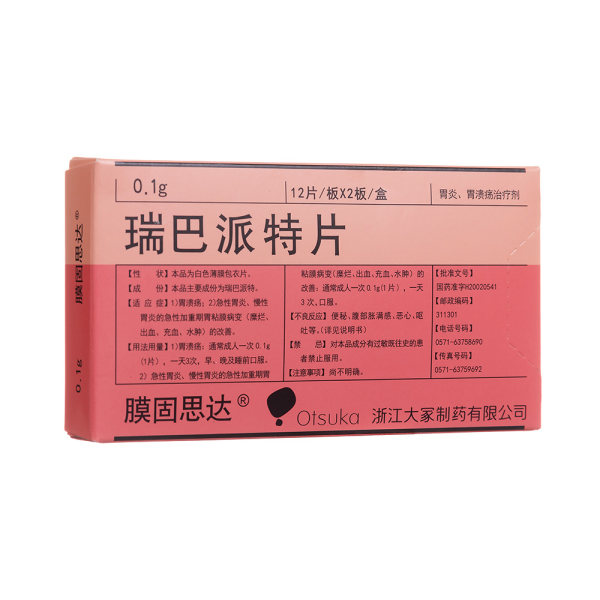 0.1g
12片/板X2板/盒
胃炎、胃溃疡治疗剂
瑞巴派特片
【性 状】本品为白色薄膜包衣片。
【成 份】本品主要成份为瑞巴派特。
【适 应 症】1)胃溃疡; 2)急性胃炎、慢性
胃炎的急性加重期胃粘膜病变(糜烂、
出血、充血、水肿)的改善。
【用法用量】1)胃溃疡: 通常成人一次 0.1g
(1片), 一天3次, 早、晚及睡前口服。
2) 急性胃炎、慢性胃炎的急性加重期胃
粘膜病变(糜烂、出血、充血、水肿)的
改善: 通常成人一次 0.1g(1片), 一天
3 次, 口服。
【不良反应】便秘、腹部胀满感、恶心、呕
吐等。(详见说明书)
【禁 忌】对本品成分有过敏既往史的患
者禁止服用。
【注意事项】尚不明确。
【批准文号】
国药准字H20020541
【邮政编码】
311301
【电话号码】
0571-63758690
【传真号码】
0571-63759692
膜固思达®
Otsuka 浙江大冢制药有限公司
膜固思达®
0.1g